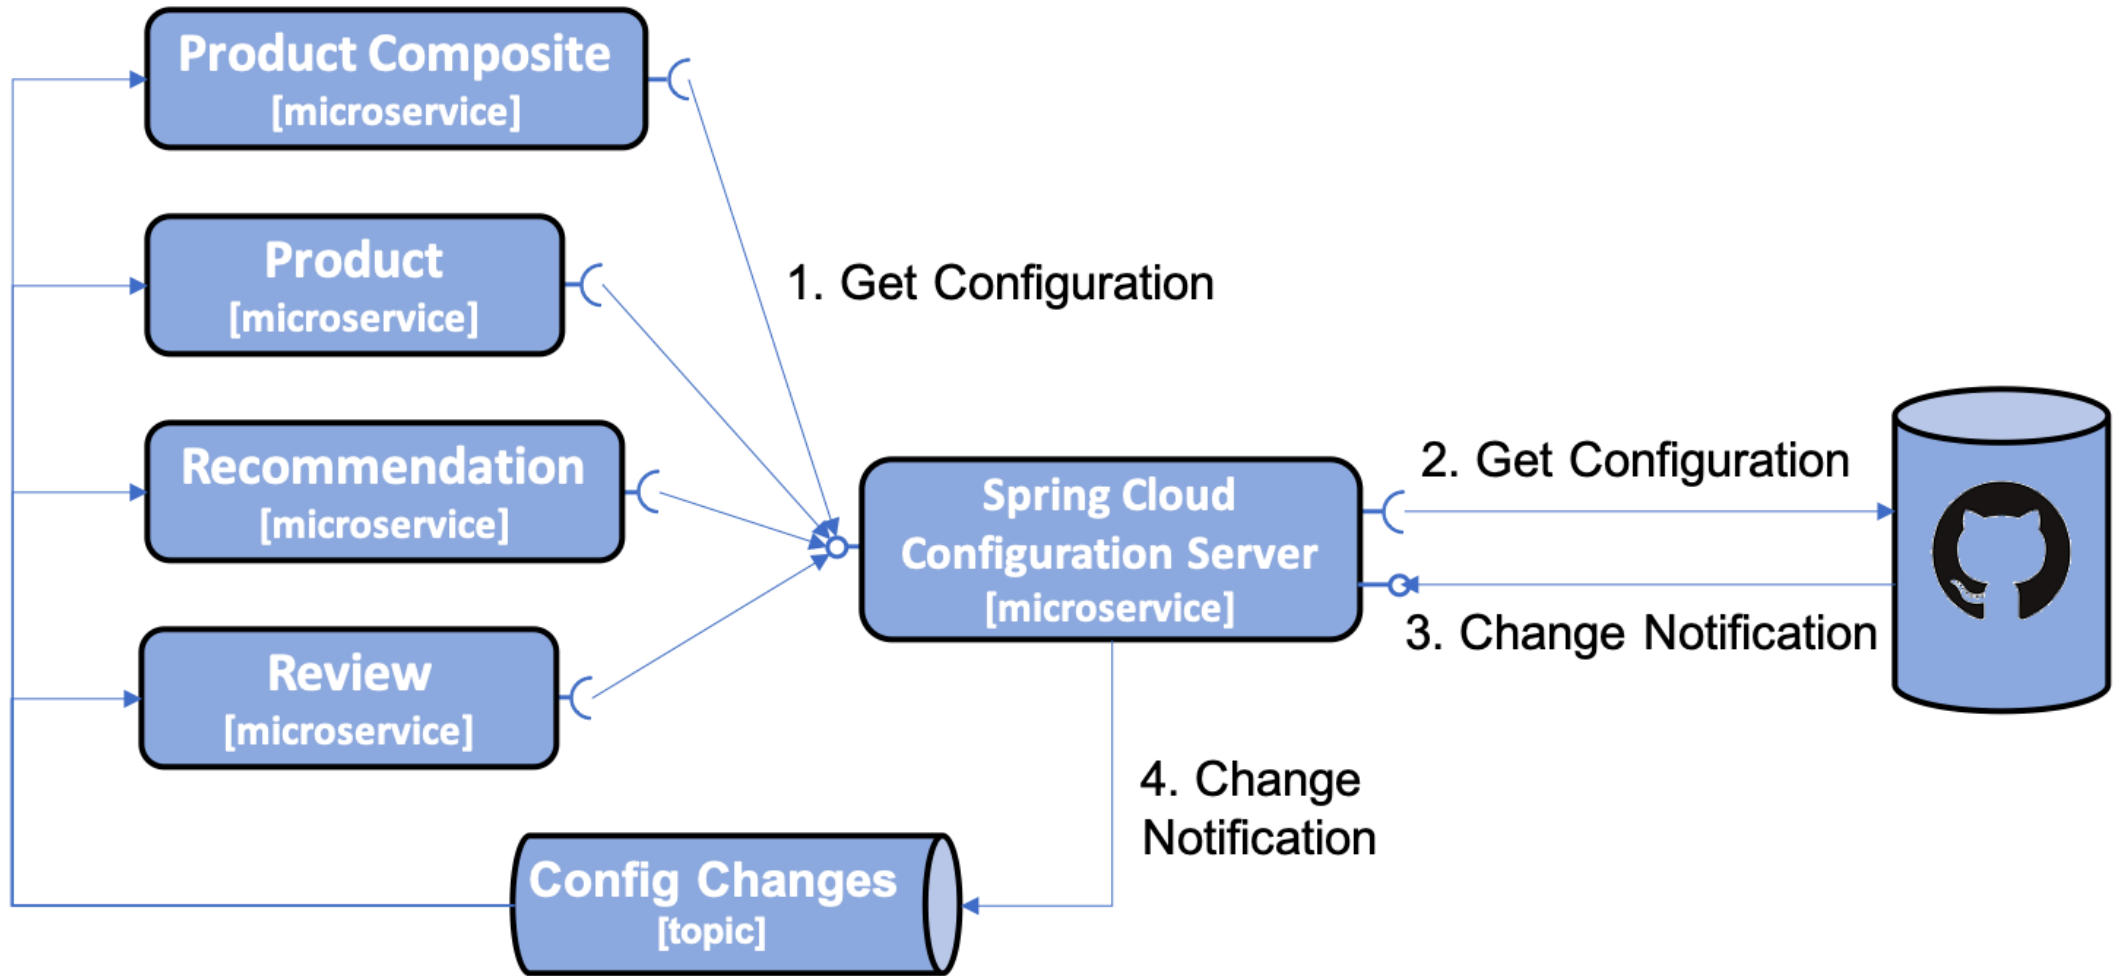 Product Composite
[microservice]
Product
[microservice]
1. Get Configuration
Recommendation
[microservice]
Spring Cloud
Configuration Server
[microservice]
2. Get Configuration
3. Change Notification
Review
[microservice]
4. Change
Notification
Config Changes
[topic]